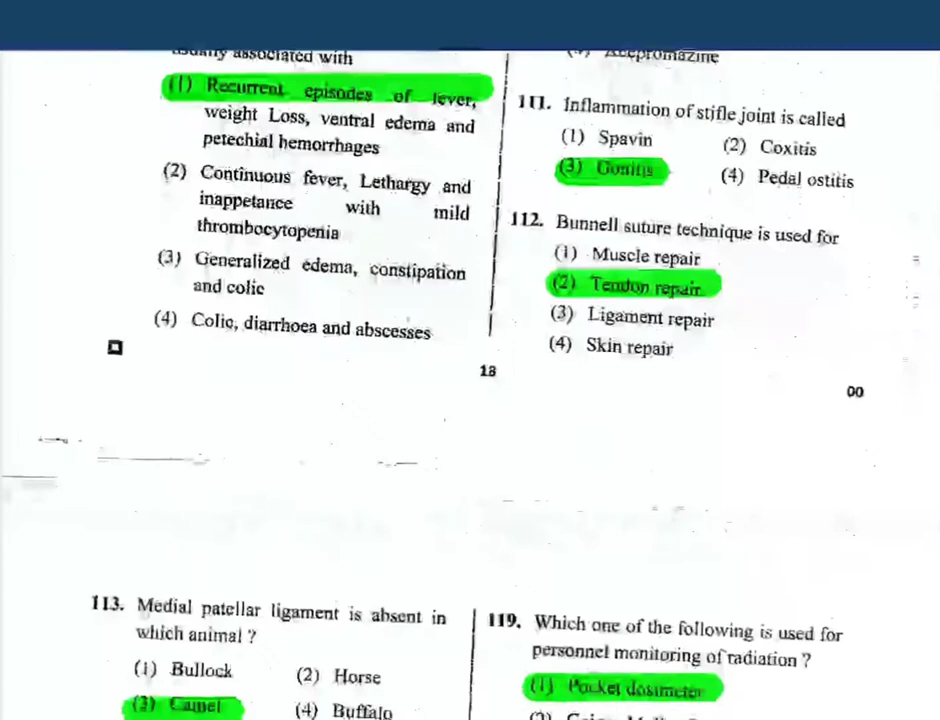 usually associated with
(1) Recurrent episodes of fever,
weight Loss, ventral edema and
petechial hemorrhages
(2) Continuous fever, Lethargy and
inappetance with mild
thrombocytopenia
(3) Generalized edema, constipation
and colic
(4) Colic, diarrhoea and abscesses
Acepromazine
111. Inflammation of stifle joint is called
(1) Spavin (2) Coxitis
(3) Gonitis (4) Pedal ostitis
112. Bunnell suture technique is used for
(1) Muscle repair
(2) Tendon repair
(3) Ligament repair
(4) Skin repair
18
00
113. Medial patellar ligament is absent in
which animal ?
(1) Bullock (2) Horse
(3) Camel (4) Buffalo
119. Which one of the following is used for
personnel monitoring of radiation ?
(1) Pocket dosimeter